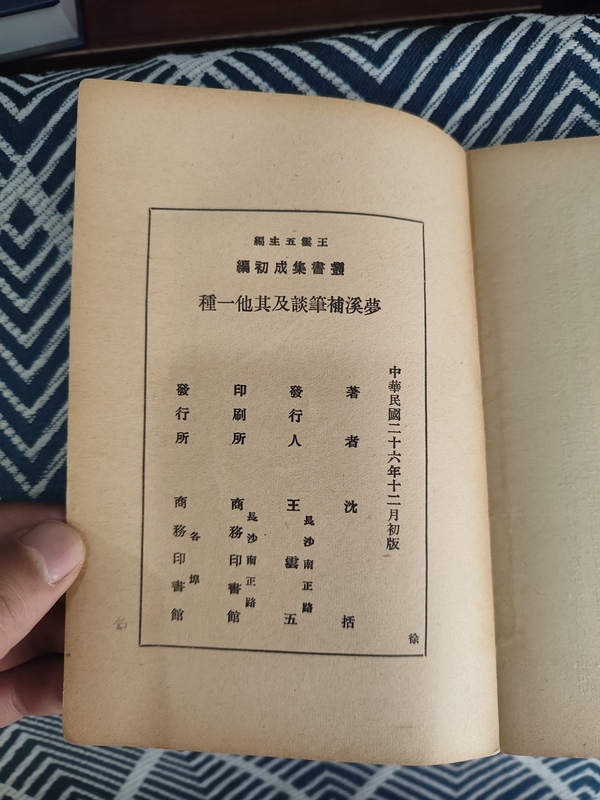 王雲五主編
叢書集成初編
夢溪補筆談及其他一種
中華民國二十六年十二月初版
著者 沈括
發行人 王雲五
長沙南正路
印刷所 商務印書館
長沙南正路
發行所 商務印書館
各埠
徐